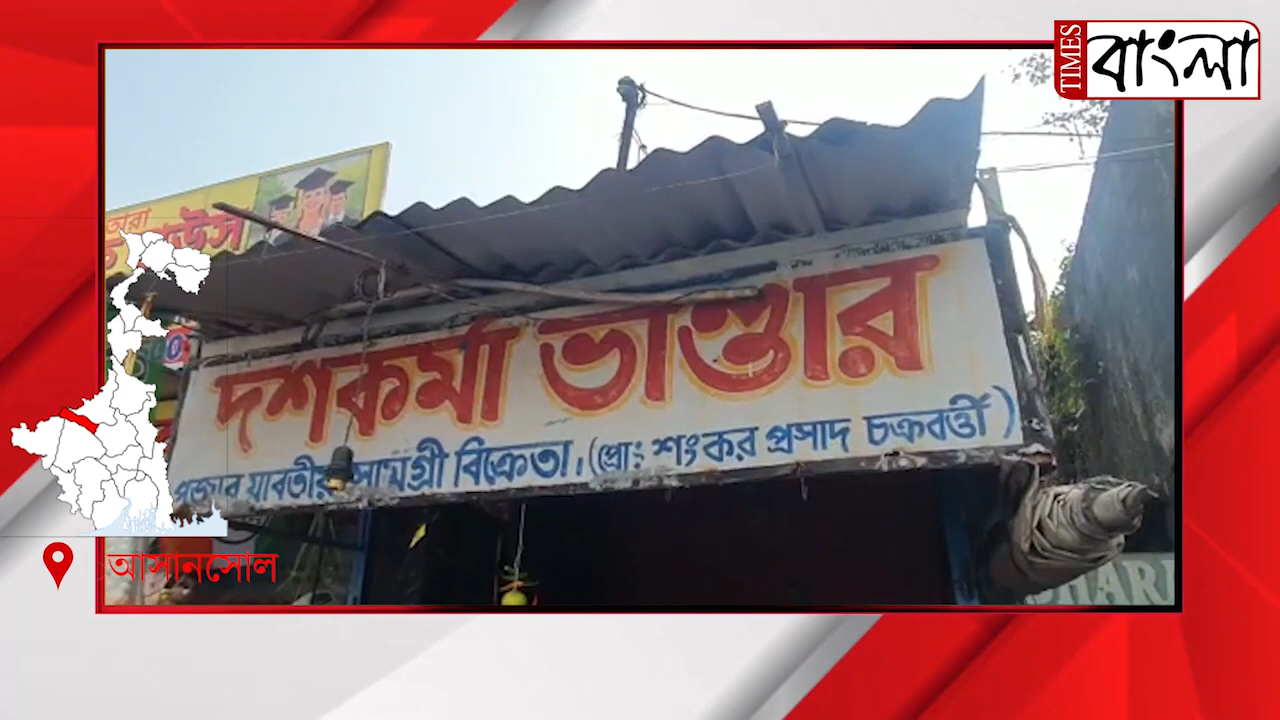 TIMES বাংলা
তারা
দশকর্মা ভাণ্ডার
পূজার যাবতীয় সামগ্রী বিক্রেতা, (প্রোঃ শংকর প্রসাদ চক্রবর্ত্তী)
আসানসোল